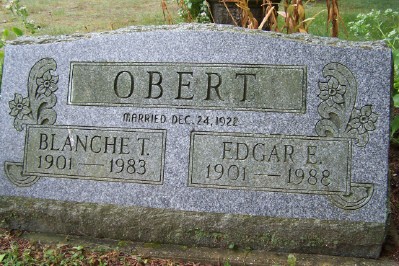 OBERT
MARRIED DEC. 24, 1922
BLANCHE T.
1901 — 1983
EDGAR E.
1901 — 1988